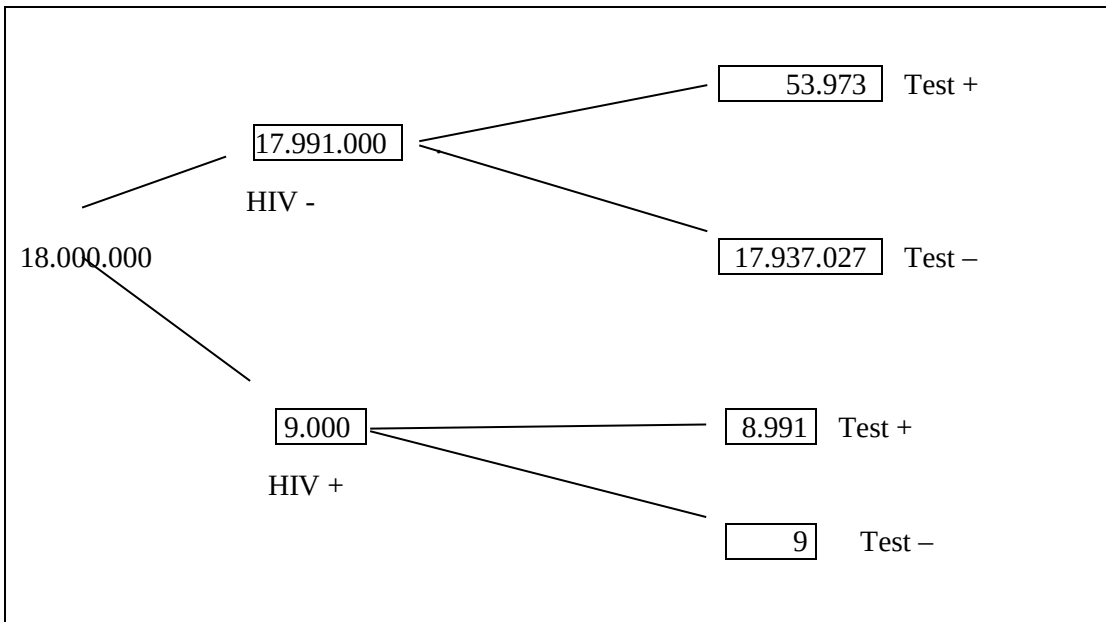 53.973 Test +
17.991.000
HIV -
18.000.000
17.937.027 Test –
9.000
8.991 Test +
HIV +
9 Test –